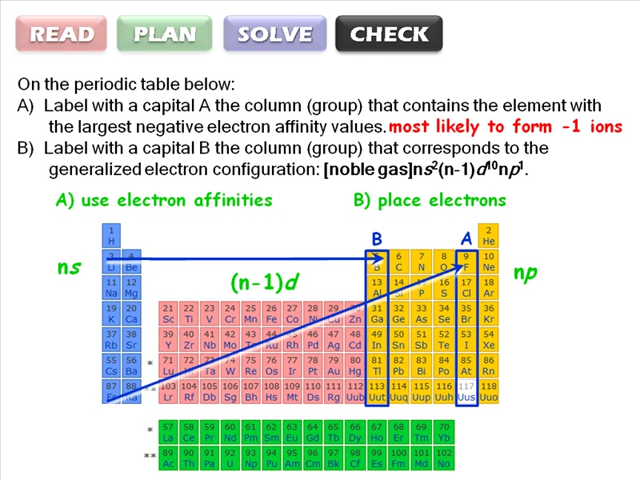 READ PLAN SOLVE CHECK
On the periodic table below:
A) Label with a capital A the column (group) that contains the element with
the largest negative electron affinity values. most likely to form -1 ions
B) Label with a capital B the column (group) that corresponds to the
generalized electron configuration: [noble gas]ns²(n-1)d¹⁰np¹.
A) use electron affinities B) place electrons
B A
ns (n-1)d np
1 2
H He
3 4 6 7 8 9 10
Li Be B C N O F Ne
11 12 13 14 16 17 18
Na Mg Al Si P S Cl Ar
19 20 21 22 23 24 25 26 27 28 29 31 32 33 34 35 36
K Ca Sc Ti V Cr Mn Fe Co Ni Cu Zn Ga Ge As Se Br Kr
37 38 39 40 41 42 43 44 45 46 47 48 49 50 51 52 53 54
Rb Sr Y Zr Nb Mo Ru Rh Pd Ag Cd In Sn Sb Te I Xe
55 56 * 71 72 73 74 75 76 77 78 79 80 81 82 83 84 85 86
Cs Ba Lu W Re Os Ir Pt Au Hg Tl Pb Bi Po At Rn
87 88 ** 103 104 105 106 107 108 109 110 111 112 113 114 115 116 117 118
Fr Ra Lr Rf Db Sg Bh Hs Mt Ds Rg Uub Uut Uuq Uup Uuh Uus Uuo
* 57 58 59 60 61 62 63 64 65 66 67 68 69 70
La Ce Pr Nd Pm Sm Eu Gd Tb Dy Ho Er Tm Yb
** 89 90 91 92 93 94 95 96 97 98 99 100 101 102
Ac Th Pa U Np Pu Am Cm Bk Cf Es Fm Md No